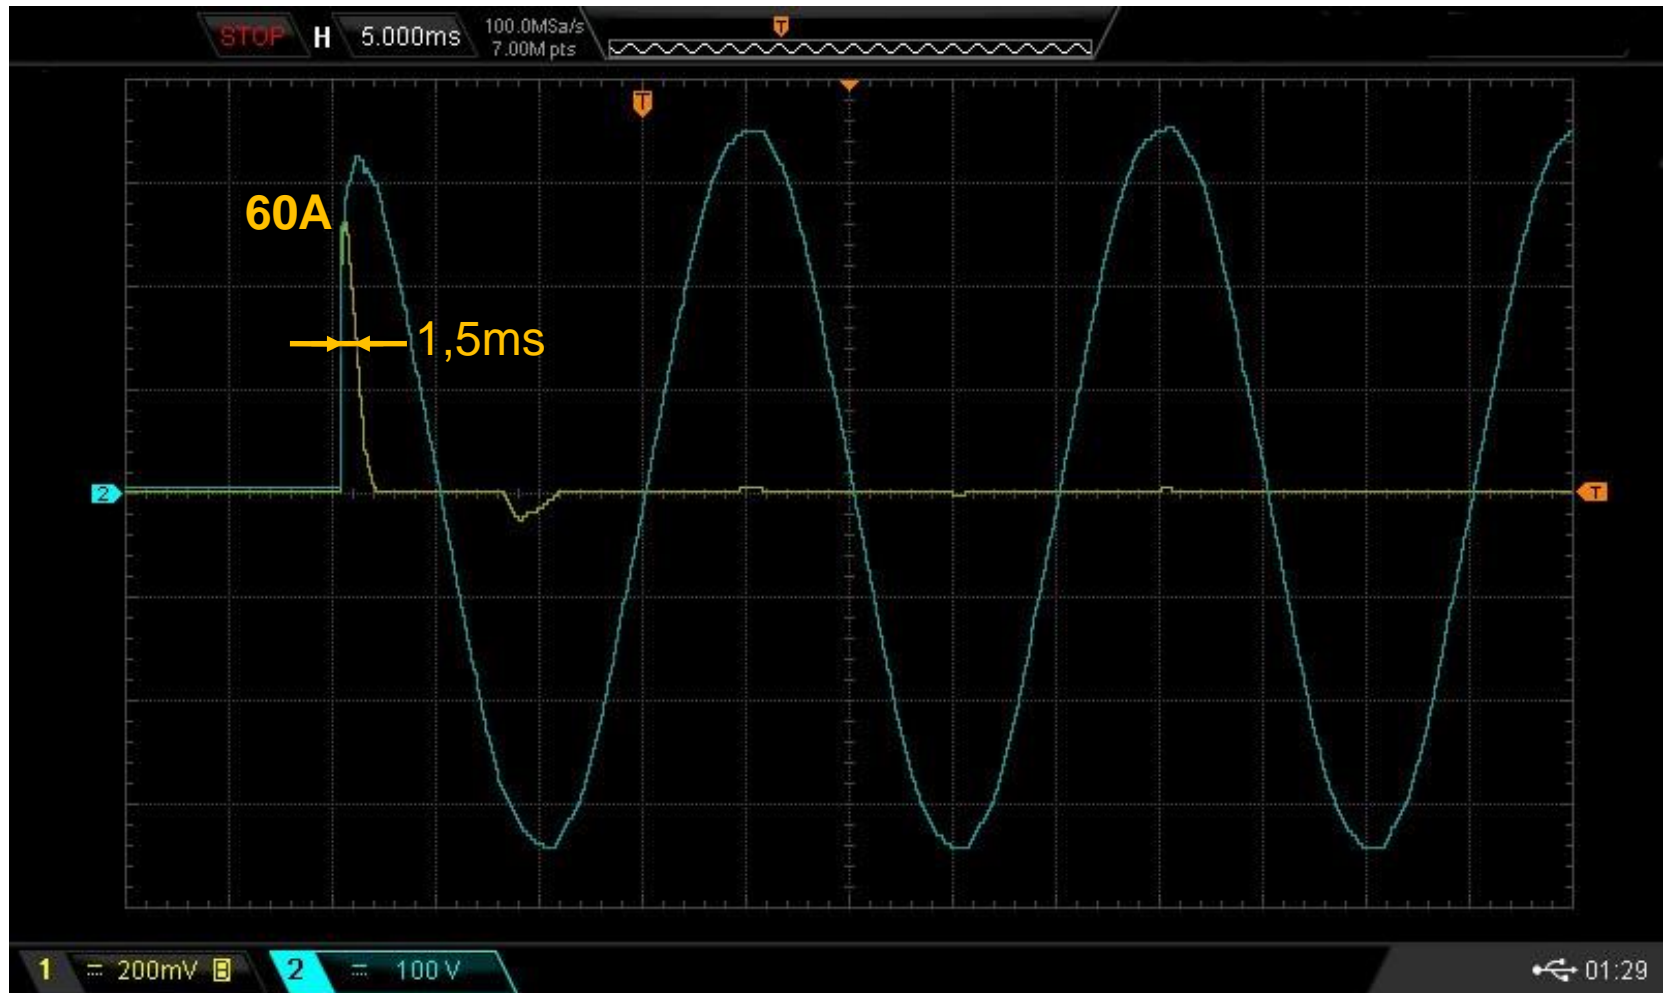 STOP H 5.000ms 100.0MSa/s
7.00M pts
T
T
60A
1,5ms
2
T
1 200mV B 2 100 V 01:29